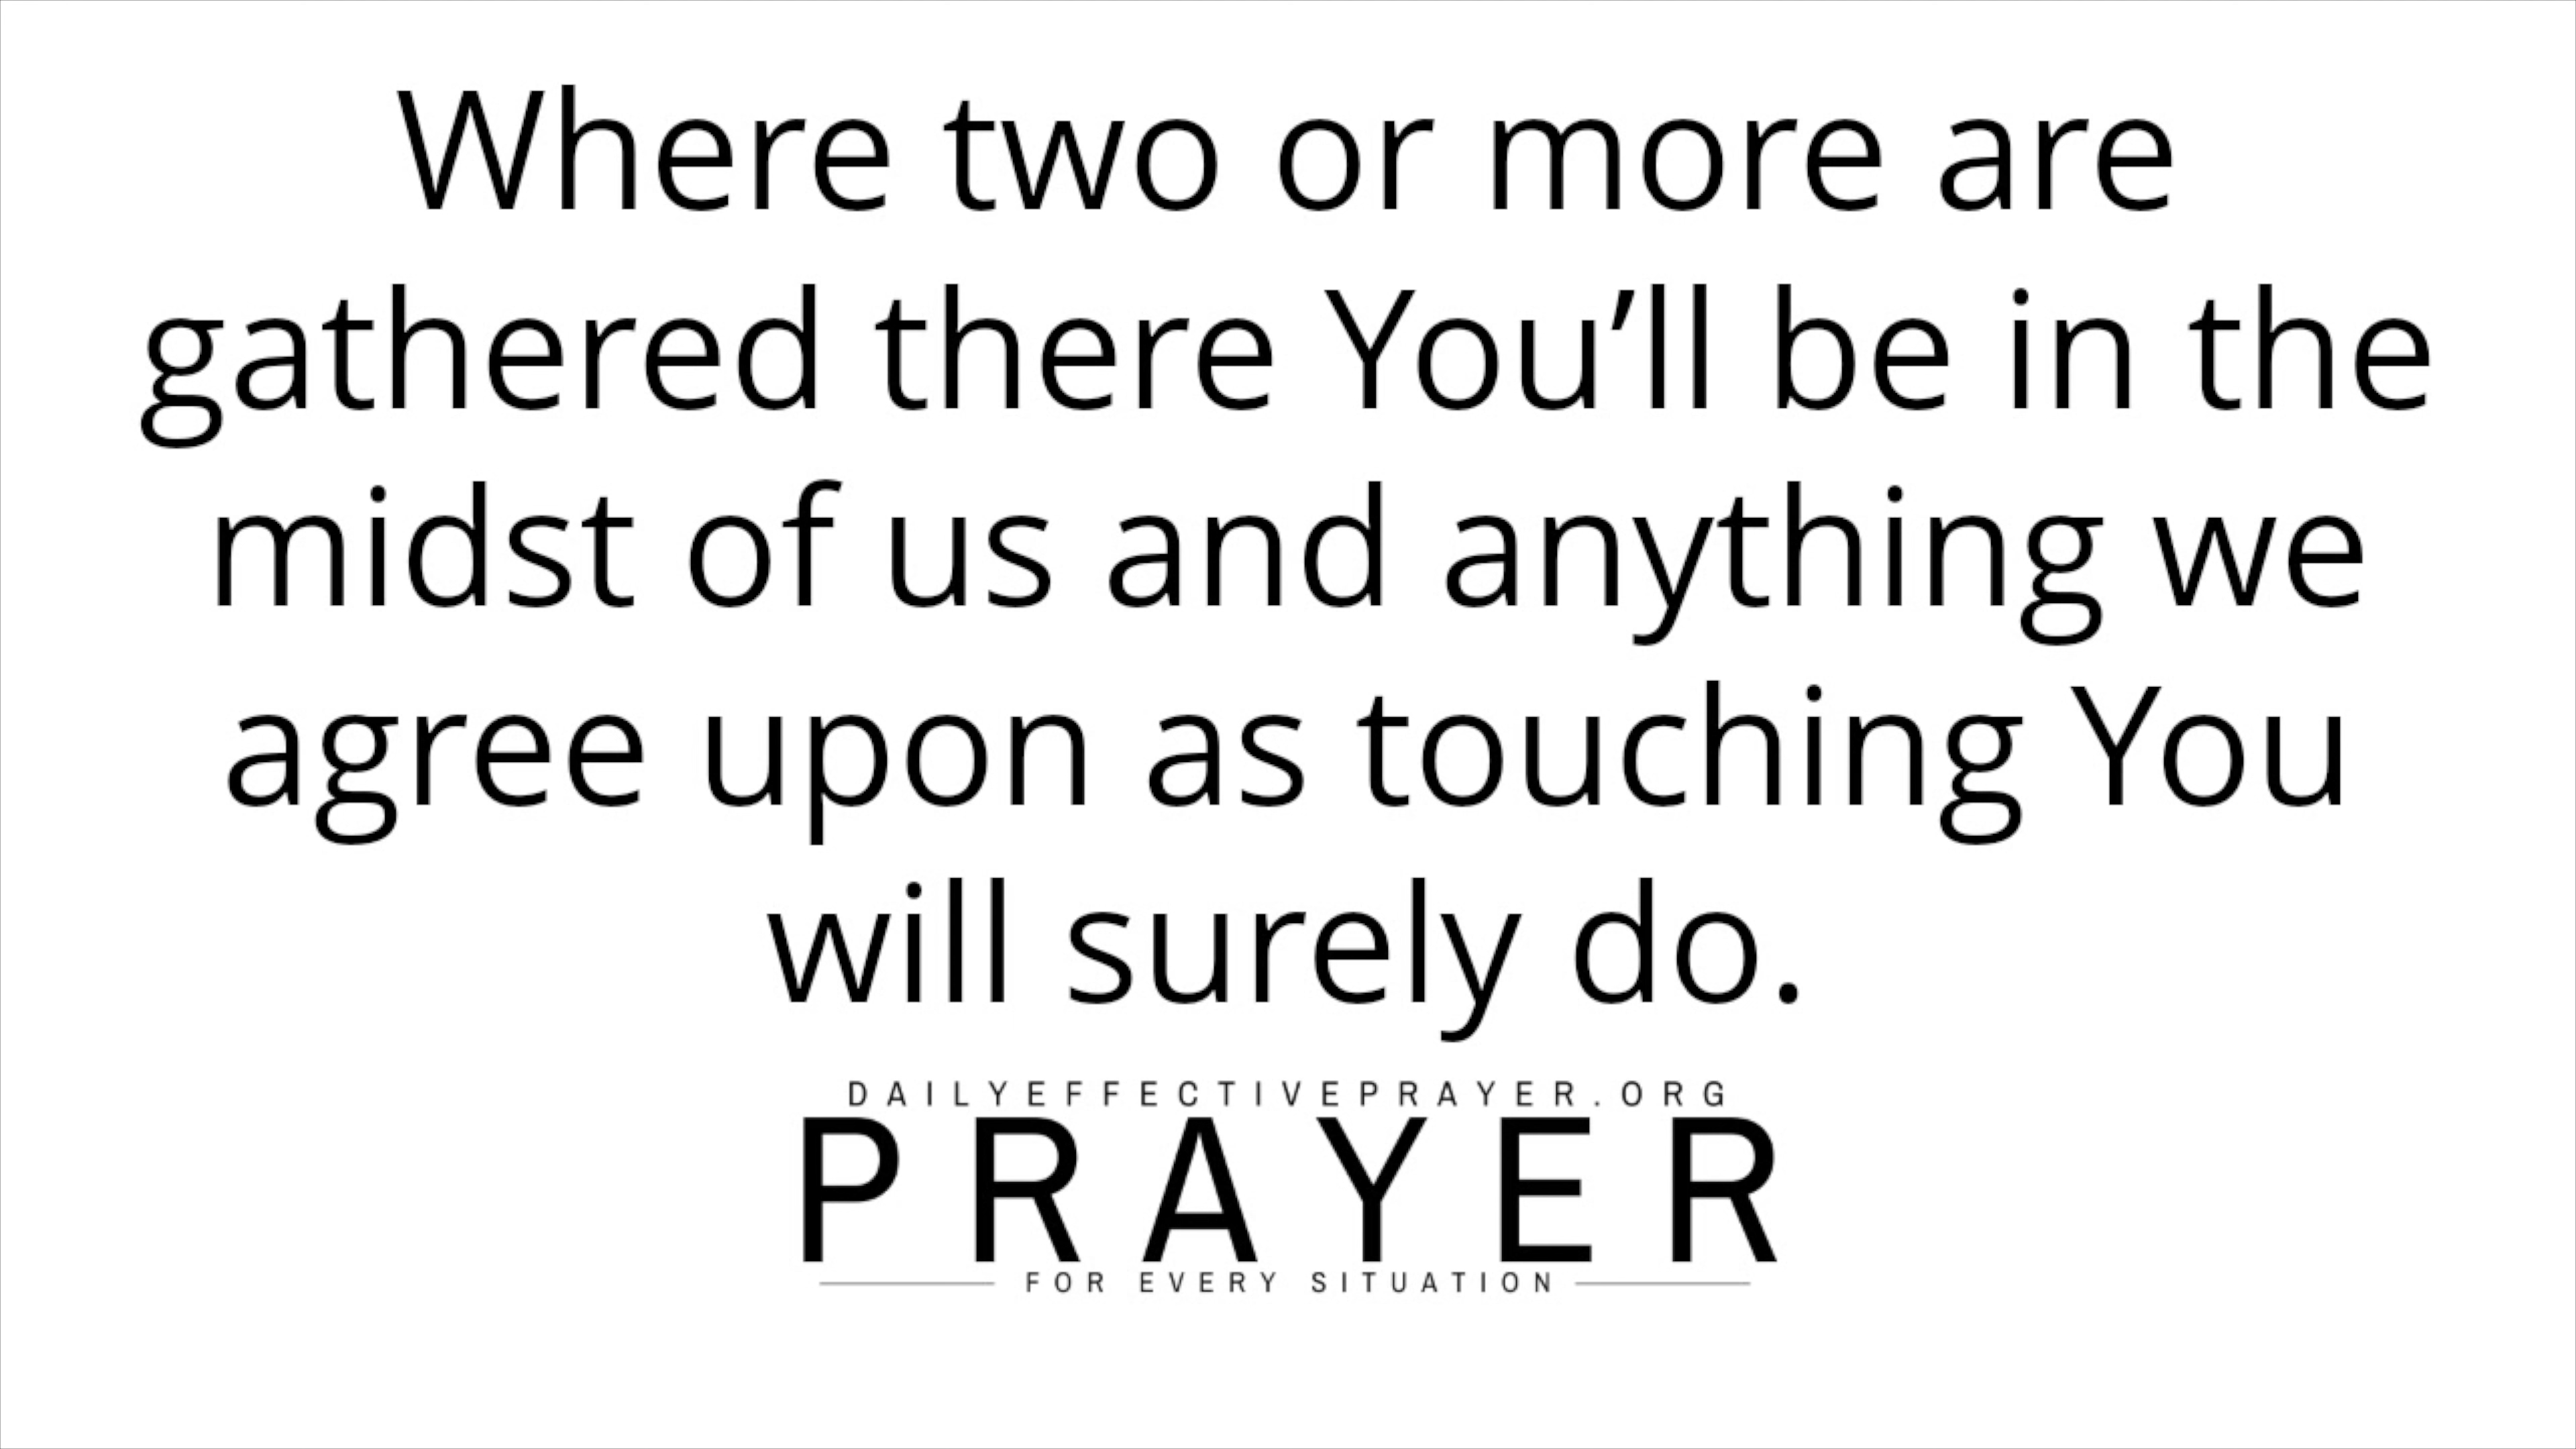 Where two or more are
gathered there You’ll be in the
midst of us and anything we
agree upon as touching You
will surely do.
DAILYEFFECTIVEPRAYER.ORG
PRAYER
FOR EVERY SITUATION